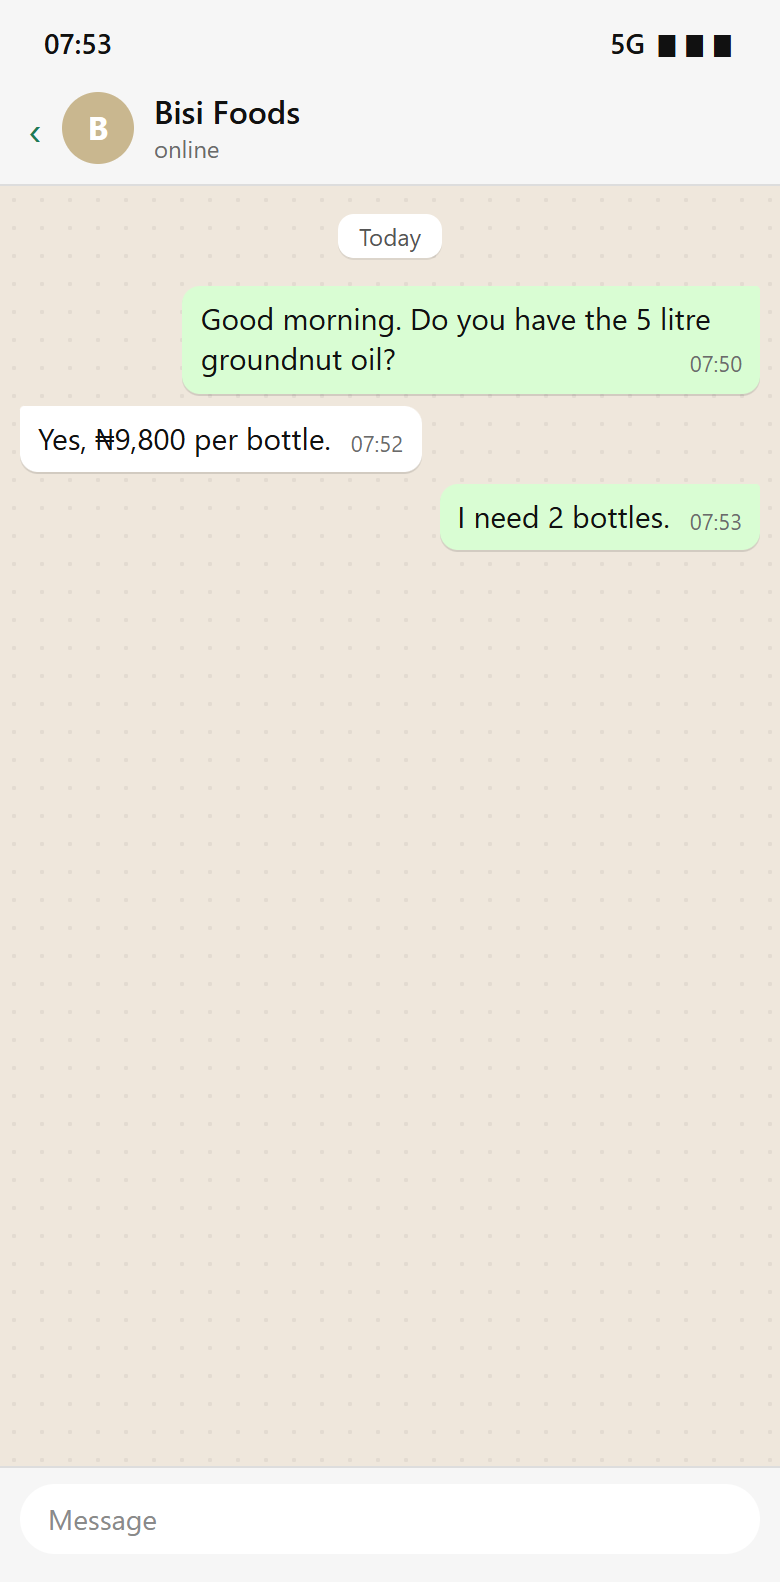 07:53
5G
‹
B
Bisi Foods
online
Today
Good morning. Do you have the 5 litre
groundnut oil?
07:50
Yes, ₦9,800 per bottle.
07:52
I need 2 bottles.
07:53
Message